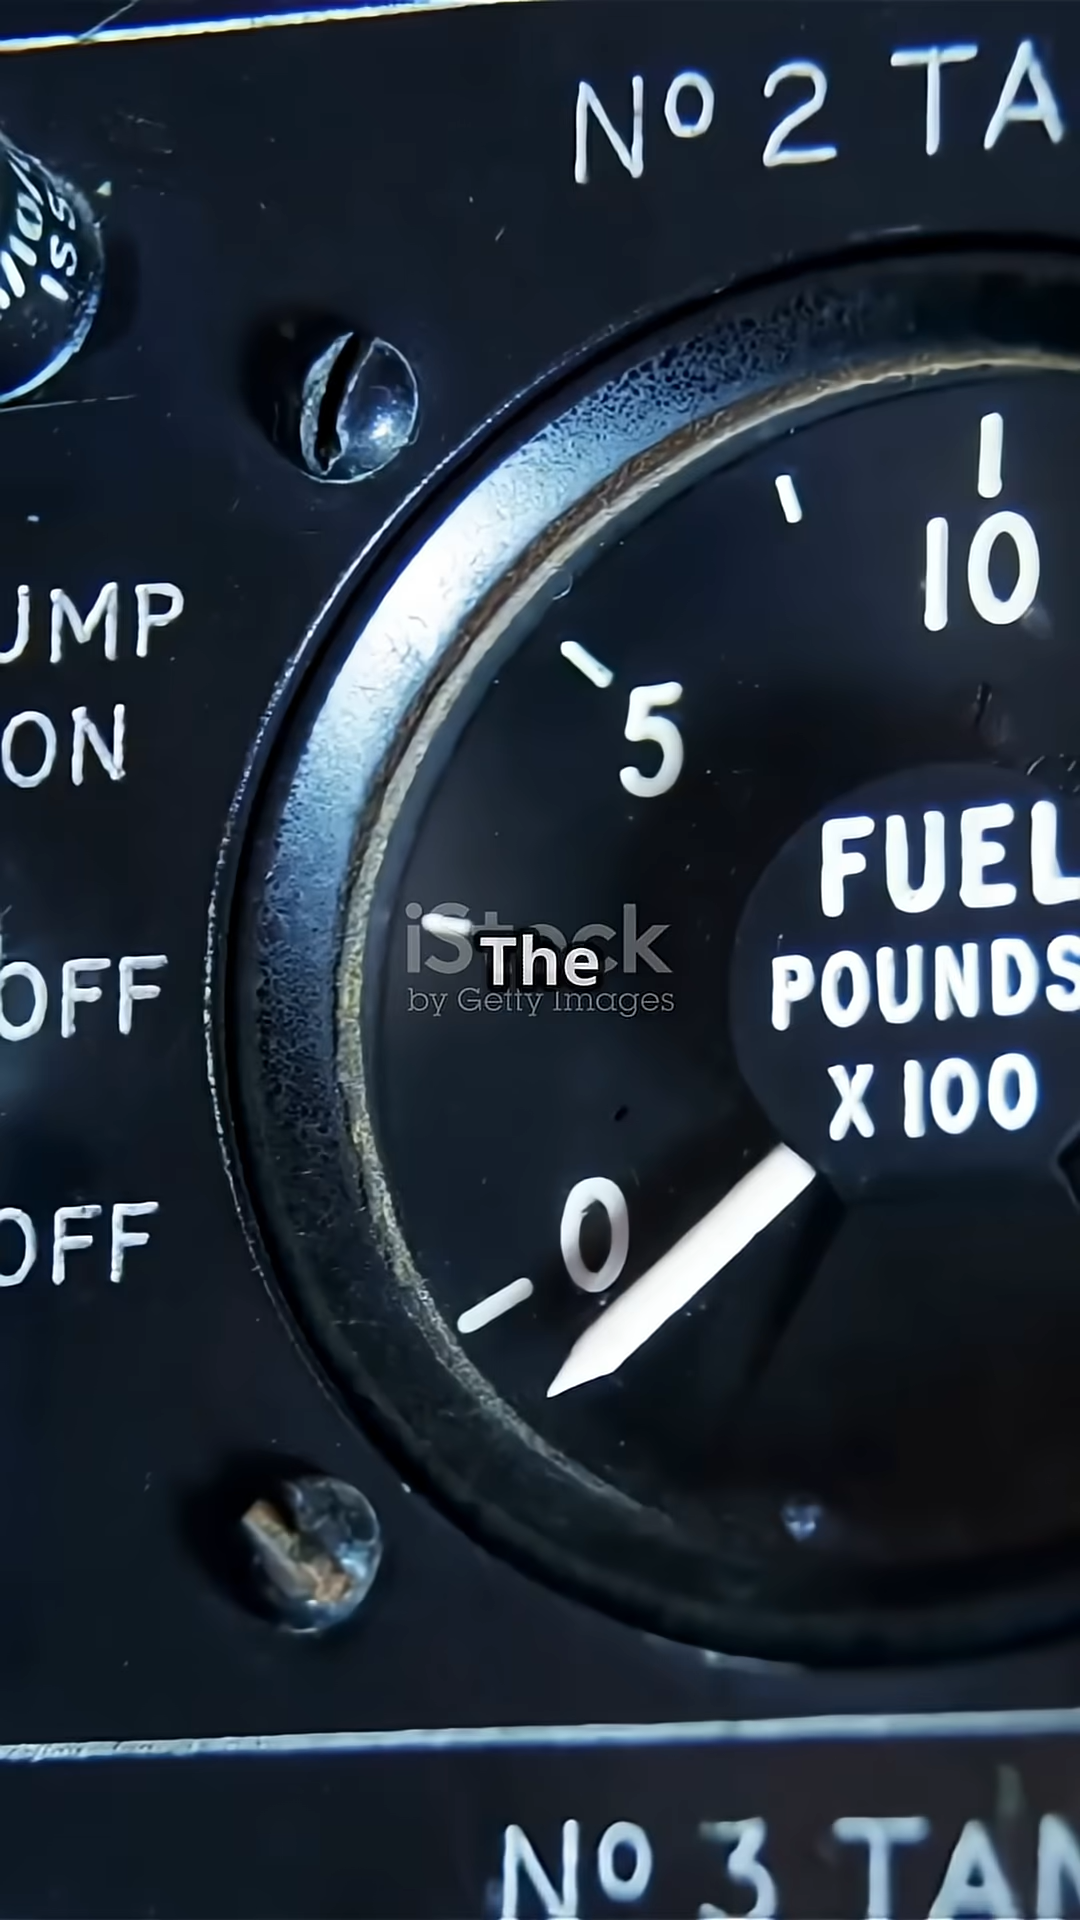 Nº 2 TA
10
5
UMP
ON
FUEL
POUNDS
X 100
iStock
The
by Getty Images
OFF
0
OFF
Nº 3 TAN